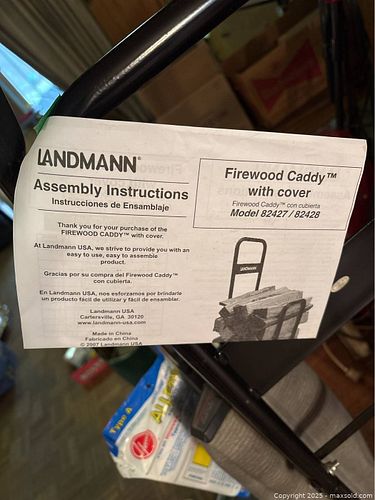 LANDMANN®
Assembly Instructions
Instrucciones de Ensamblaje
Thank you for your purchase of the
FIREWOOD CADDY™ with cover.
At Landmann USA, we strive to provide you with an
easy to use, easy to assemble
product.
Gracias por su compra del Firewood Caddy™
con cubierta.
En Landmann USA, nos esforzamos por brindarle
un producto fácil de utilizar y fácil de ensamblar.
Landmann USA
Cartersville, GA 30120
www.landmann-usa.com
Made in China
Fabricado en China
© 2007 Landmann USA
Firewood Caddy™
with cover
Firewood Caddy™ con cubierta
Model 82427 / 82428
LANDMANN
Type A
Copyright 2025 - maxsold.com